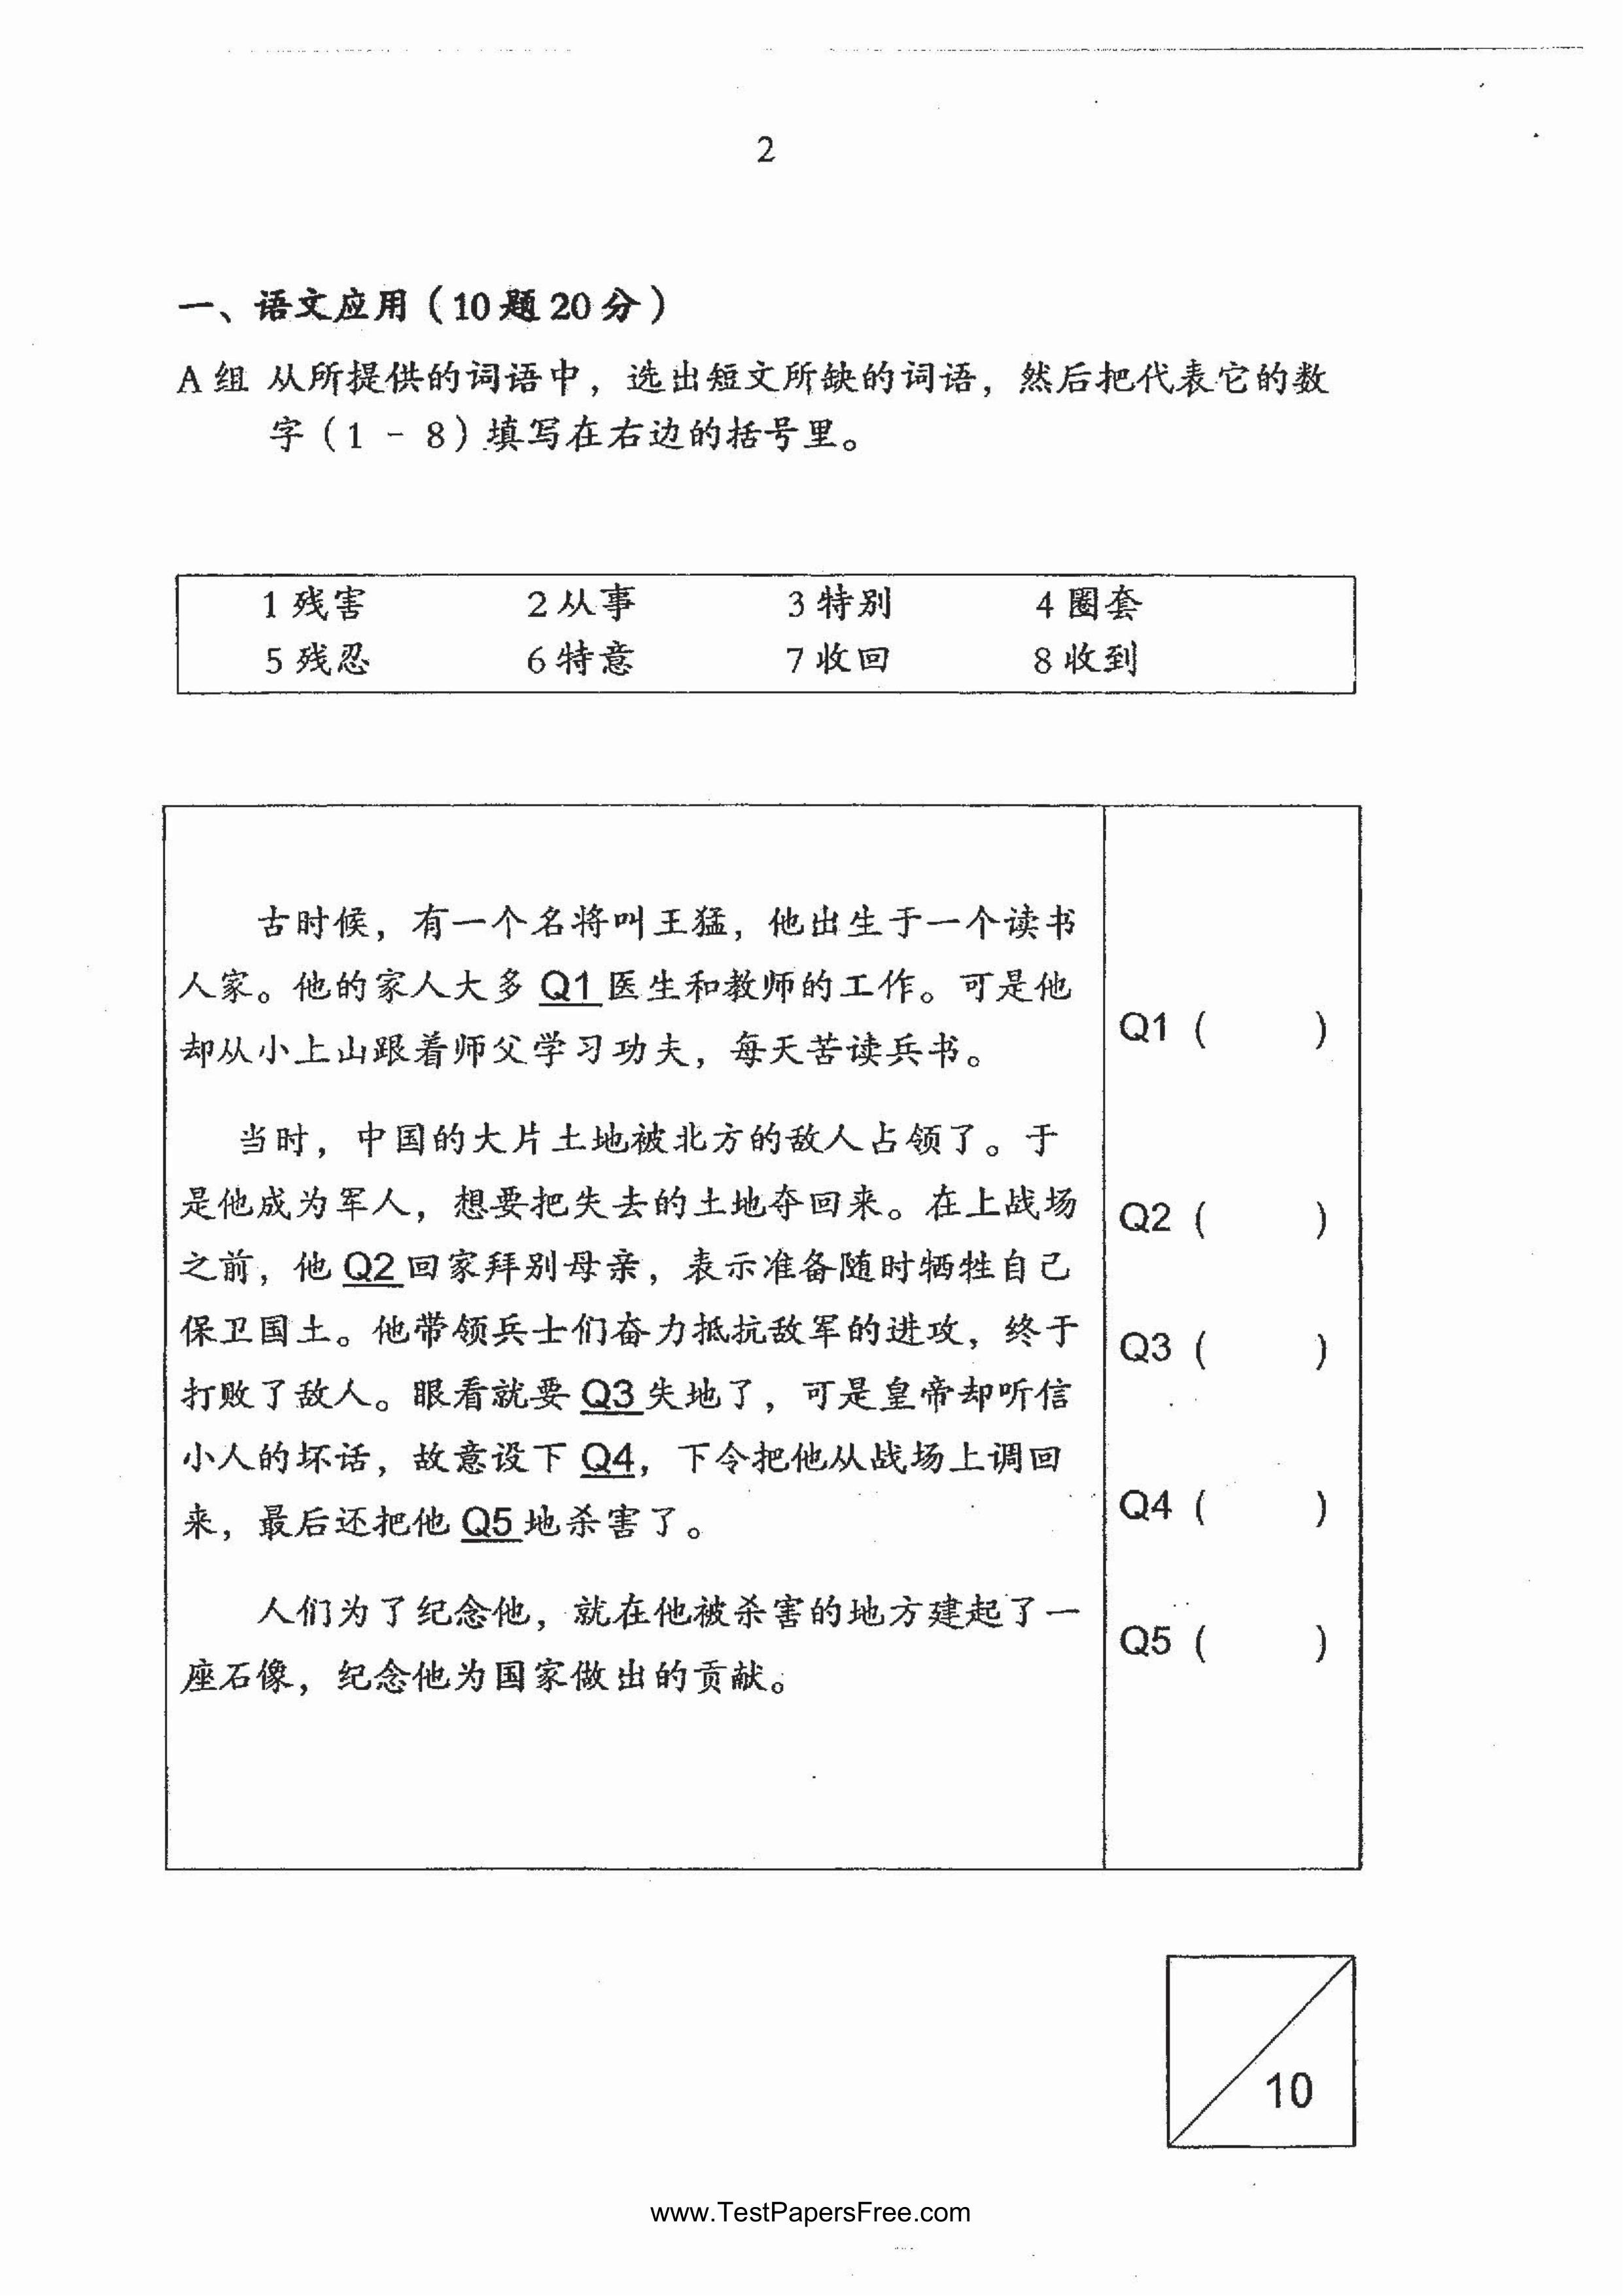 2
一、语文应用（10题20分）
A组 从所提供的词语中，选出短文所缺的词语，然后把代表它的数
字（1 - 8）填写在右边的括号里。
1 残害 2 从事 3 特别 4 圈套
5 残忍 6 特意 7 收回 8 收到
古时候，有一个名将叫王猛，他出生于一个读书
人家。他的家人大多 Q1 医生和教师的工作。可是他
却从小上山跟着师父学习功夫，每天苦读兵书。
当时，中国的大片土地被北方的敌人占领了。于
是他成为军人，想要把失去的土地夺回来。在上战场
之前，他 Q2 回家拜别母亲，表示准备随时牺牲自己
保卫国土。他带领兵士们奋力抵抗敌军的进攻，终于
打败了敌人。眼看就要 Q3 失地了，可是皇帝却听信
小人的坏话，故意设下 Q4，下令把他从战场上调回
来，最后还把他 Q5 地杀害了。
人们为了纪念他，就在他被杀害的地方建起了一
座石像，纪念他为国家做出的贡献。
Q1 ( )
Q2 ( )
Q3 ( )
Q4 ( )
Q5 ( )
10
www.TestPapersFree.com